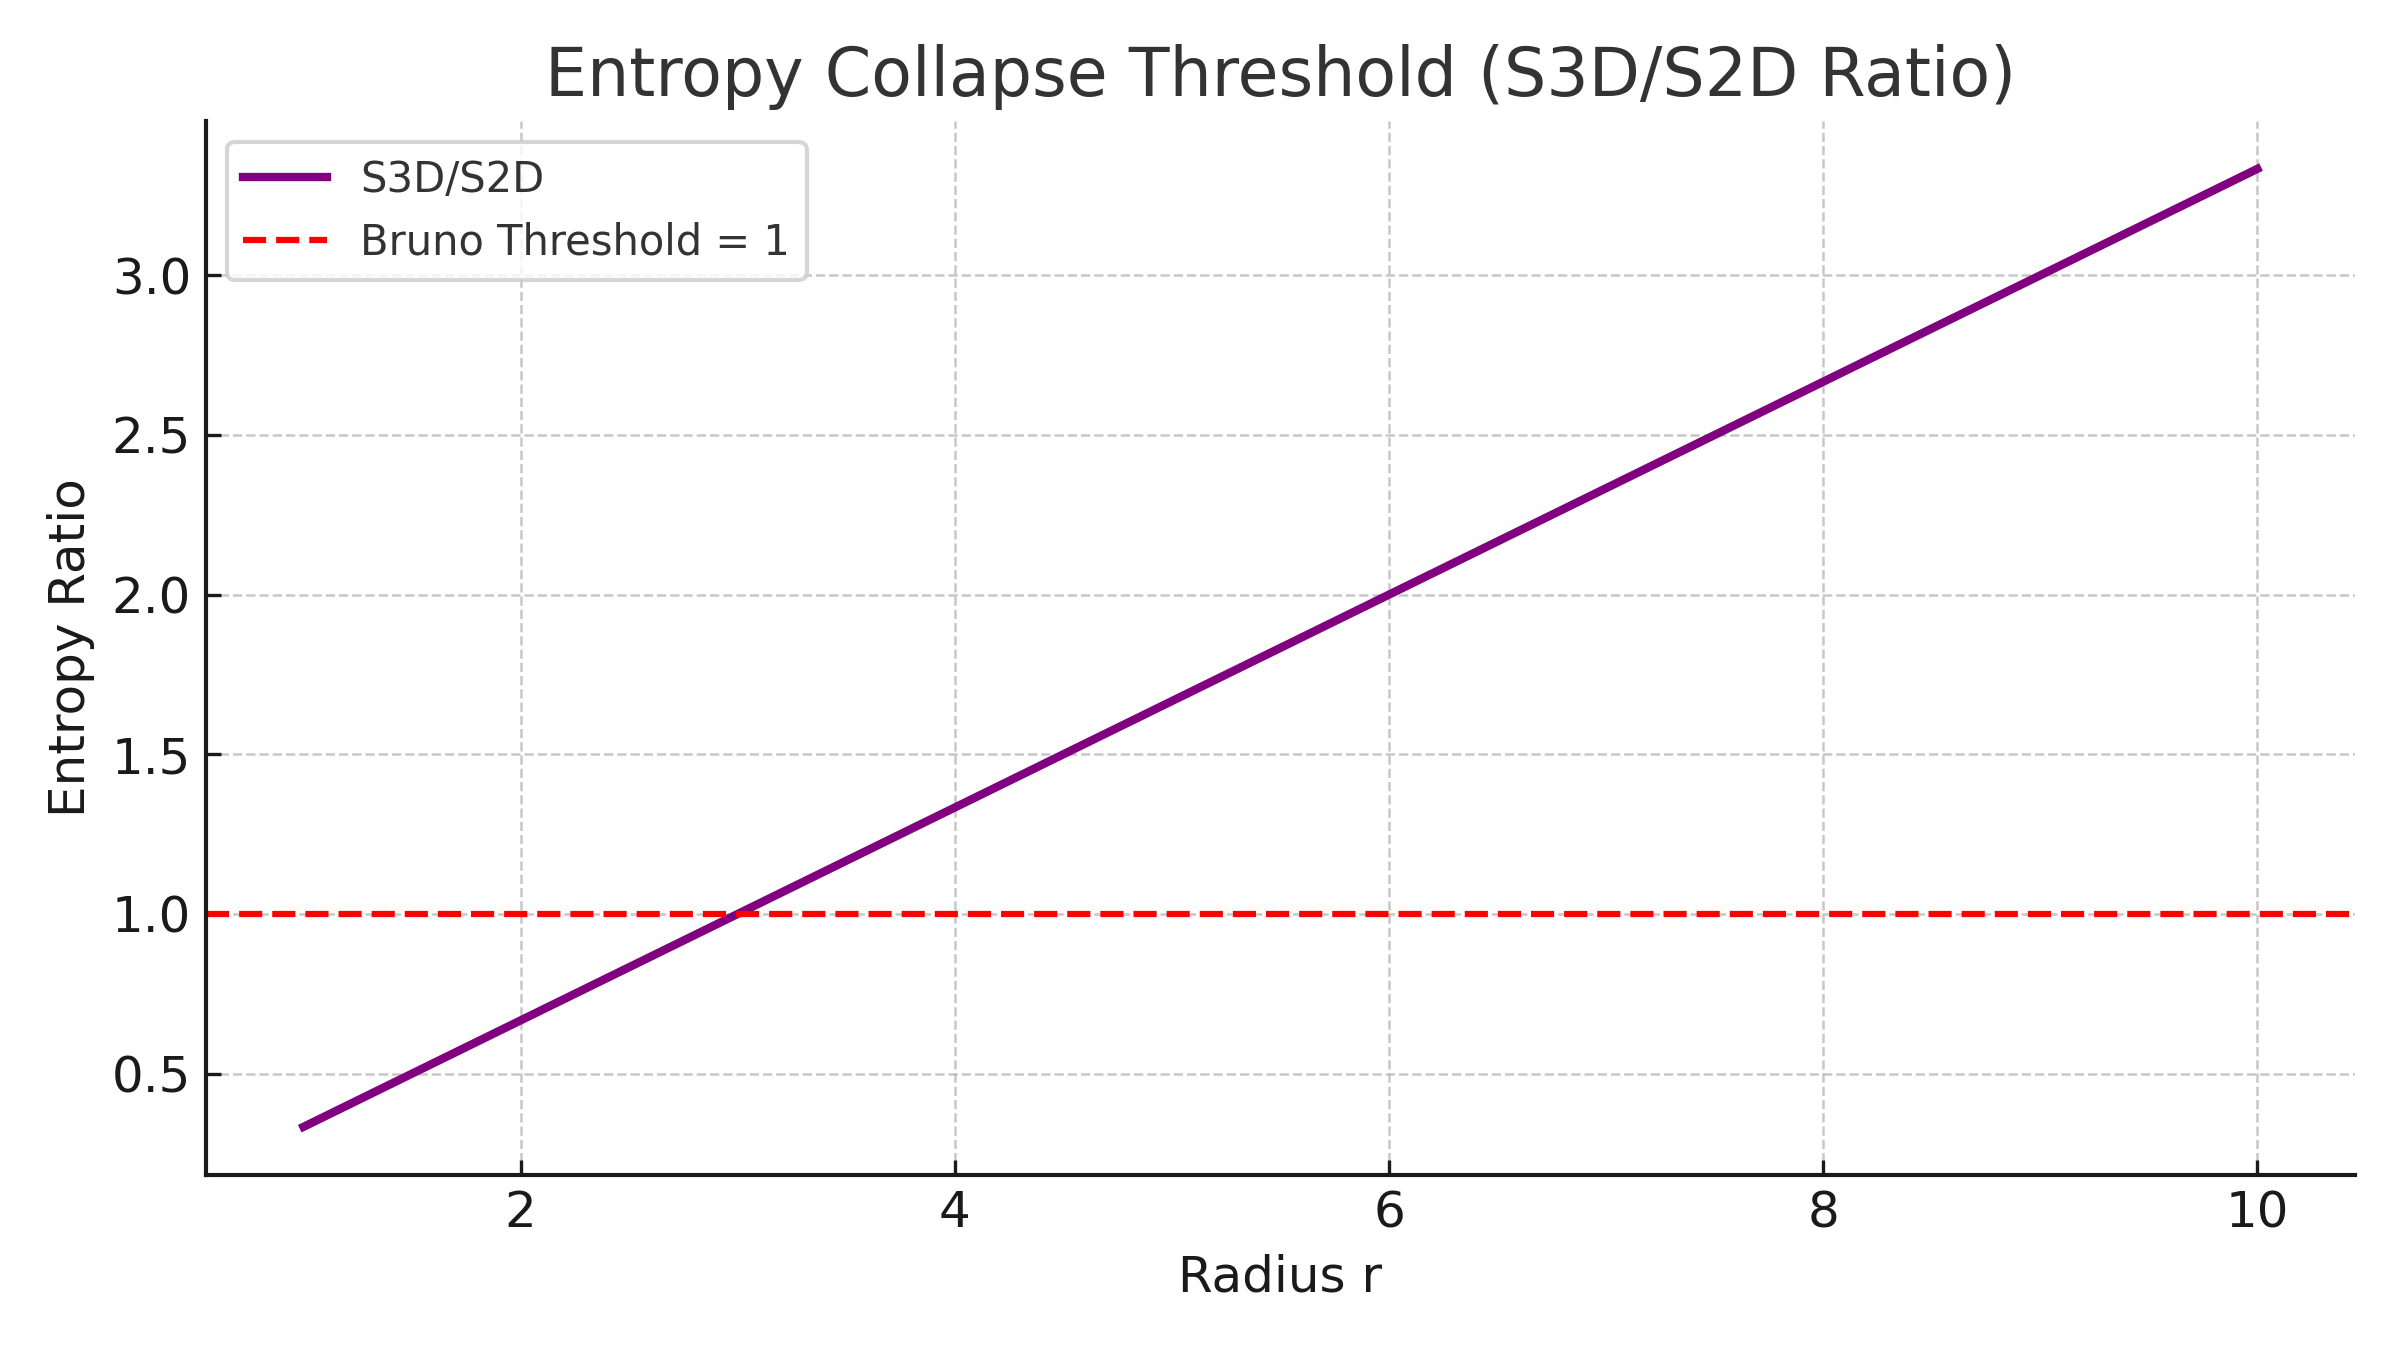 Entropy Collapse Threshold (S3D/S2D Ratio)
S3D/S2D
Bruno Threshold = 1
Entropy Ratio
3.0
2.5
2.0
1.5
1.0
0.5
2 4 6 8 10
Radius r